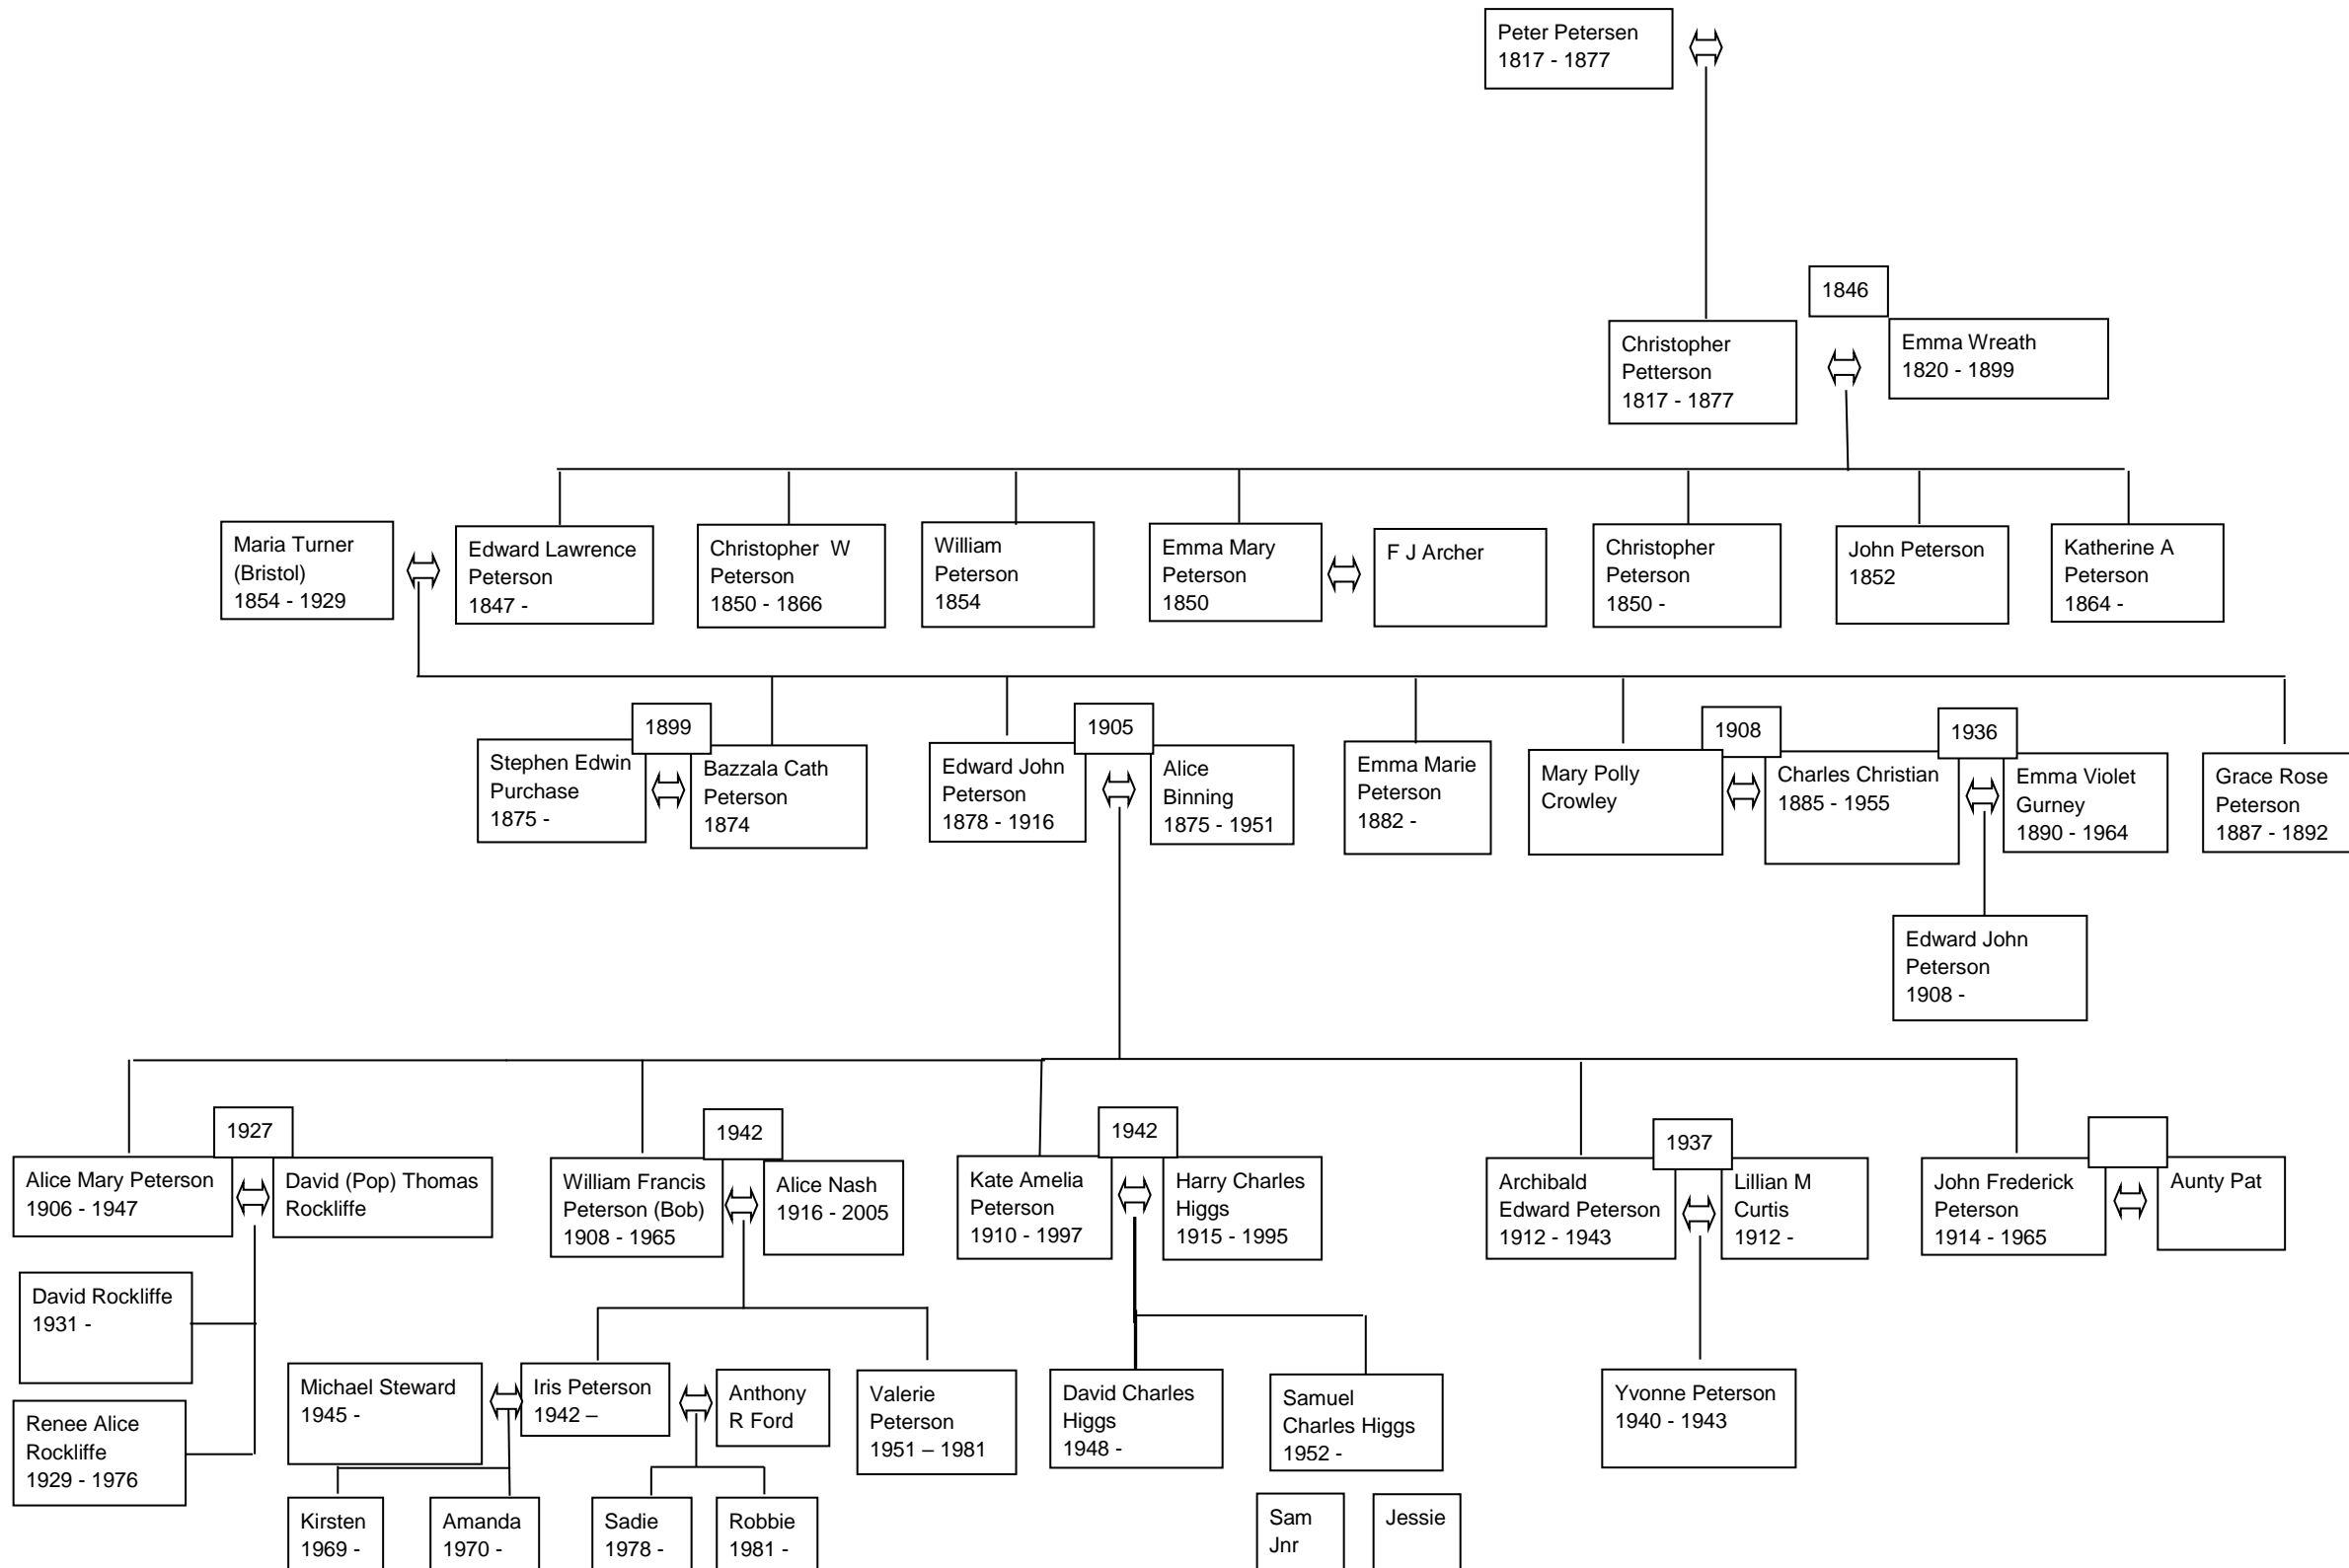 Peter Petersen
1817 - 1877
1846
Christopher
Petterson
1817 - 1877
Emma Wreath
1820 - 1899
Maria Turner
(Bristol)
1854 - 1929
Edward Lawrence
Peterson
1847 -
Christopher W
Peterson
1850 - 1866
William
Peterson
1854
Emma Mary
Peterson
1850
F J Archer
Christopher
Peterson
1850 -
John Peterson
1852
Katherine A
Peterson
1864 -
1899
Stephen Edwin
Purchase
1875 -
Bazzala Cath
Peterson
1874
1905
Edward John
Peterson
1878 - 1916
Alice
Binning
1875 - 1951
Emma Marie
Peterson
1882 -
1908
Mary Polly
Crowley
Charles Christian
1885 - 1955
1936
Emma Violet
Gurney
1890 - 1964
Grace Rose
Peterson
1887 - 1892
Edward John
Peterson
1908 -
1927
Alice Mary Peterson
1906 - 1947
David (Pop) Thomas
Rockliffe
1942
William Francis
Peterson (Bob)
1908 - 1965
Alice Nash
1916 - 2005
1942
Kate Amelia
Peterson
1910 - 1997
Harry Charles
Higgs
1915 - 1995
1937
Archibald
Edward Peterson
1912 - 1943
Lillian M
Curtis
1912 -
John Frederick
Peterson
1914 - 1965
Aunty Pat
David Rockliffe
1931 -
Renee Alice
Rockliffe
1929 - 1976
Michael Steward
1945 -
Iris Peterson
1942 –
Anthony
R Ford
Valerie
Peterson
1951 – 1981
David Charles
Higgs
1948 -
Samuel
Charles Higgs
1952 -
Yvonne Peterson
1940 - 1943
Kirsten
1969 -
Amanda
1970 -
Sadie
1978 -
Robbie
1981 -
Sam
Jnr
Jessie